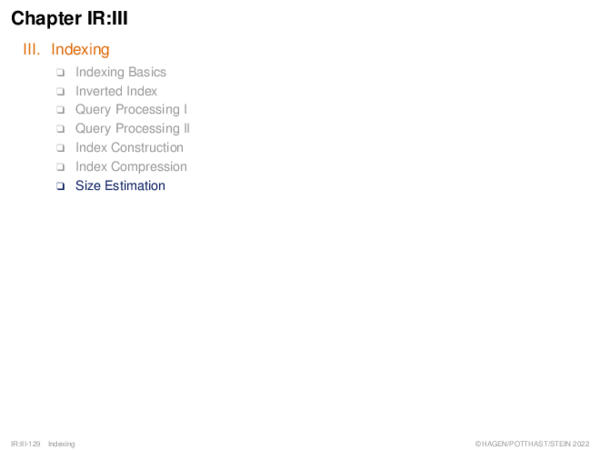 Chapter IR:III
III. Indexing
❑ Indexing Basics
❑ Inverted Index
❑ Query Processing I
❑ Query Processing II
❑ Index Construction
❑ Index Compression
❑ Size Estimation
IR:III-129 Indexing
© HAGEN/POTTHAST/STEIN 2022